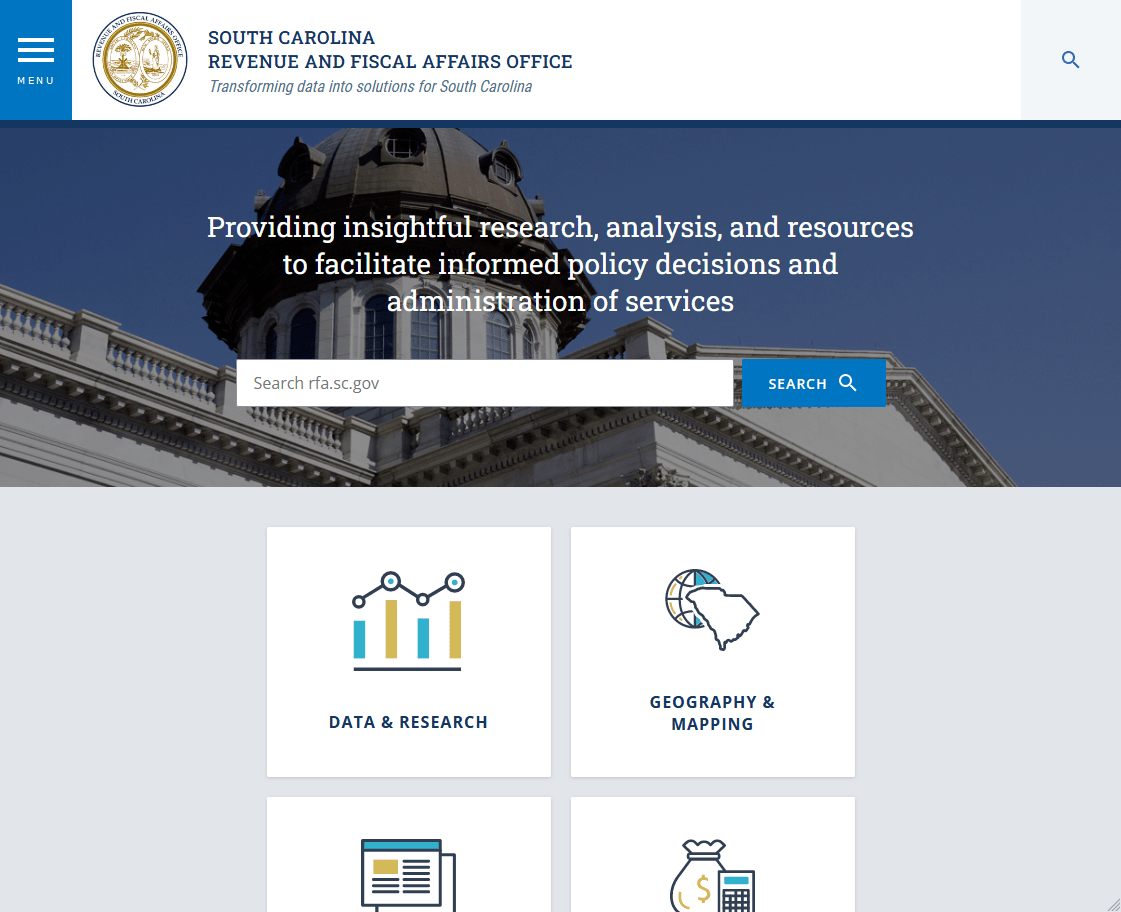 MENU
REVENUE AND FISCAL AFFAIRS OFFICE
SOUTH CAROLINA
SOUTH CAROLINA
REVENUE AND FISCAL AFFAIRS OFFICE
Transforming data into solutions for South Carolina
Providing insightful research, analysis, and resources
to facilitate informed policy decisions and
administration of services
Search rfa.sc.gov
SEARCH
DATA & RESEARCH
GEOGRAPHY &
MAPPING
$